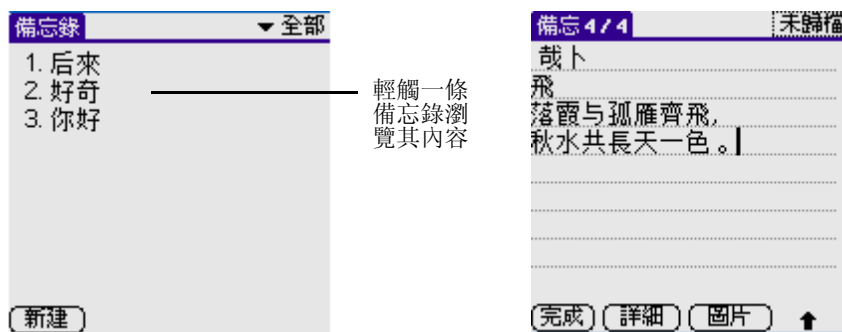 備忘錄
全部
1. 后來
2. 好奇
3. 你好
新建
輕觸一條
備忘錄瀏
覽其內容
備忘 4/4
未歸檔
哉卜
飛
落霞与孤雁齊飛,
秋水共長天一色。
完成
詳細
圖片